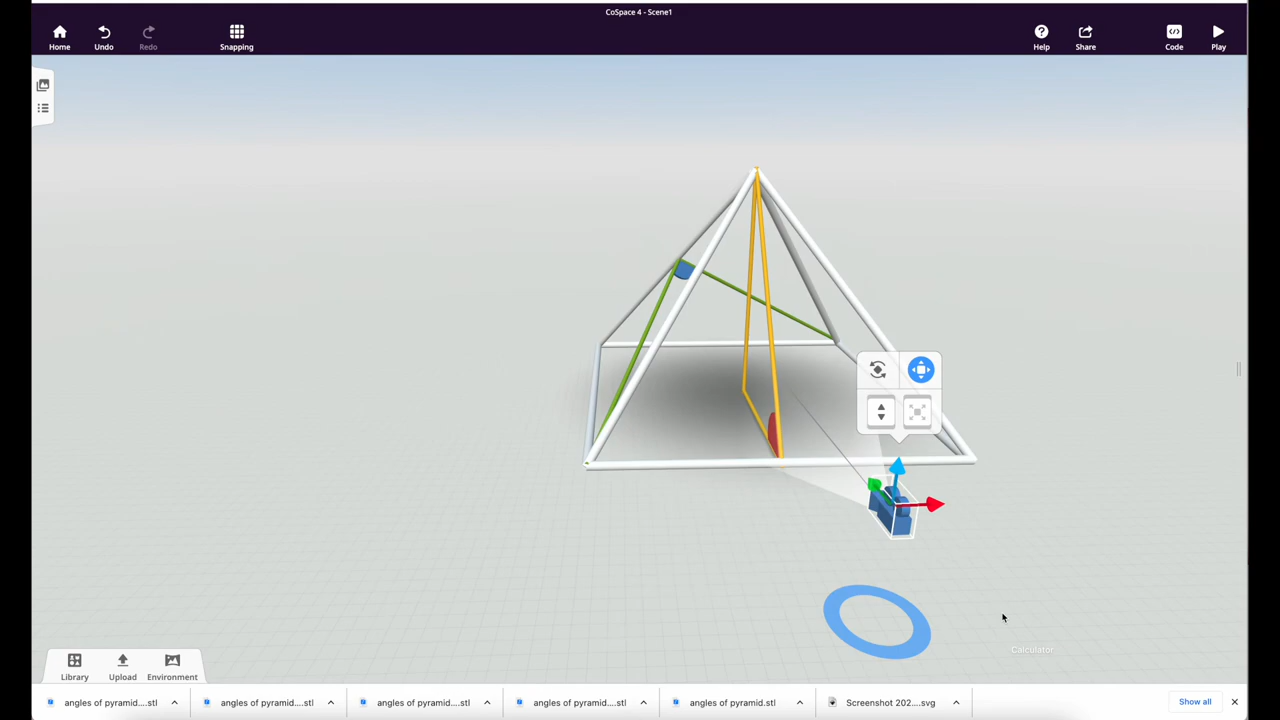 CoSpace 4 - Scene1
Home
Undo
Redo
Snapping
Help
Share
Code
Play
Calculator
Library
Upload
Environment
angles of pyramid....stl
angles of pyramid....stl
angles of pyramid....stl
angles of pyramid....stl
angles of pyramid....stl
Screenshot 202....svg
Show all